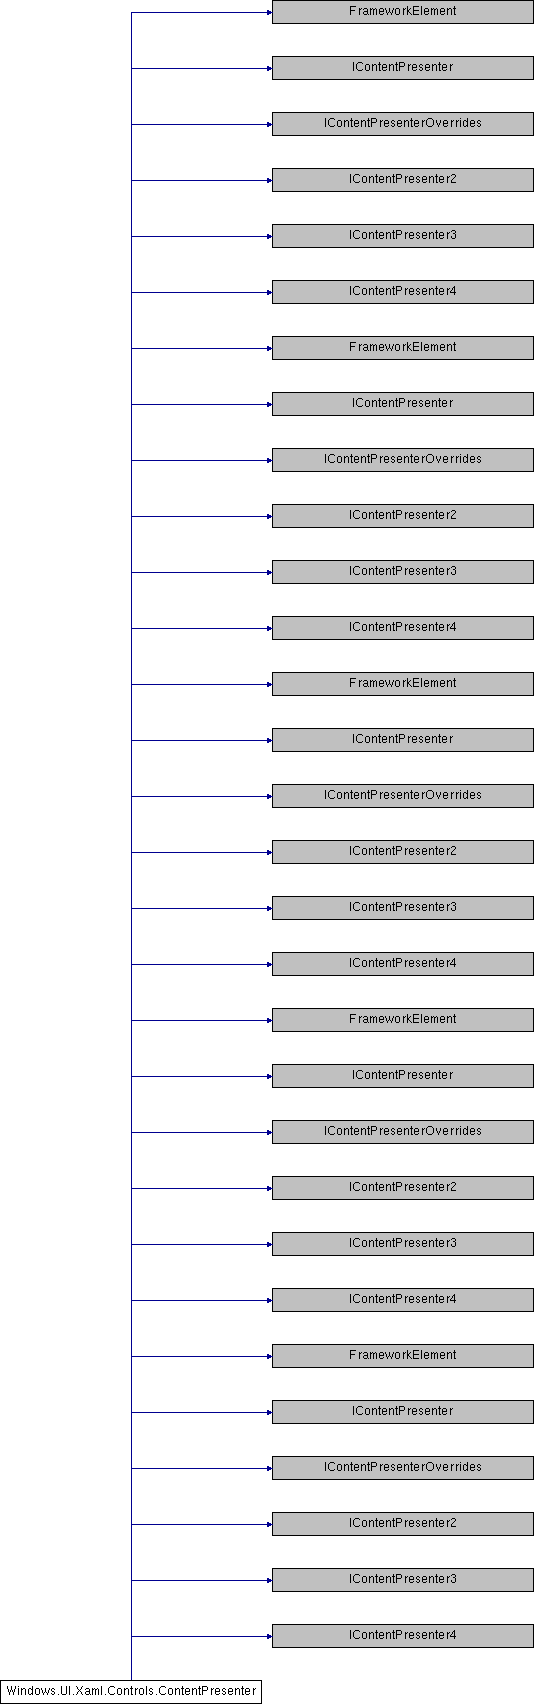 FrameworkElement
IContentPresenter
IContentPresenterOverrides
IContentPresenter2
IContentPresenter3
IContentPresenter4
FrameworkElement
IContentPresenter
IContentPresenterOverrides
IContentPresenter2
IContentPresenter3
IContentPresenter4
FrameworkElement
IContentPresenter
IContentPresenterOverrides
IContentPresenter2
IContentPresenter3
IContentPresenter4
FrameworkElement
IContentPresenter
IContentPresenterOverrides
IContentPresenter2
IContentPresenter3
IContentPresenter4
FrameworkElement
IContentPresenter
IContentPresenterOverrides
IContentPresenter2
IContentPresenter3
IContentPresenter4
Windows.UI.Xaml.Controls.ContentPresenter